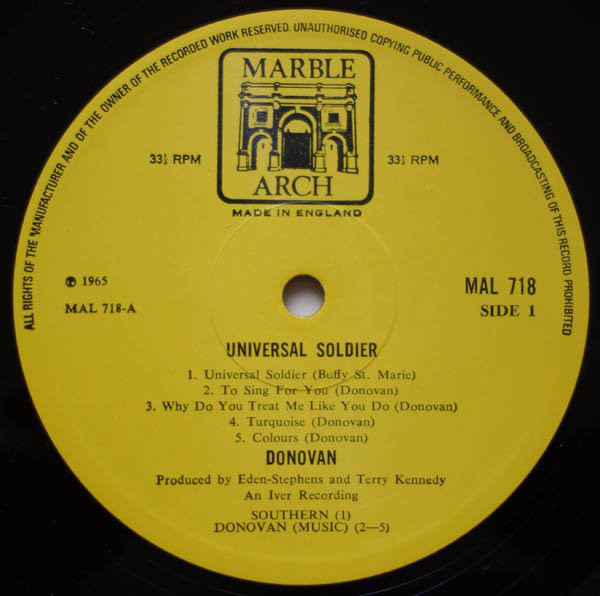 ALL RIGHTS OF THE MANUFACTURER AND OF THE OWNER OF THE RECORDED WORK RESERVED. UNAUTHORISED COPYING PUBLIC PERFORMANCE AND BROADCASTING OF THIS RECORD PROHIBITED
MARBLE
ARCH
33⅓ RPM
33⅓ RPM
MADE IN ENGLAND
℗ 1965
MAL 718-A
MAL 718
SIDE 1
UNIVERSAL SOLDIER
1. Universal Soldier (Buffy St. Marie)
2. To Sing For You (Donovan)
3. Why Do You Treat Me Like You Do (Donovan)
4. Turquoise (Donovan)
5. Colours (Donovan)
DONOVAN
Produced by Eden-Stephens and Terry Kennedy
An Iver Recording
SOUTHERN (1)
DONOVAN (MUSIC) (2—5)